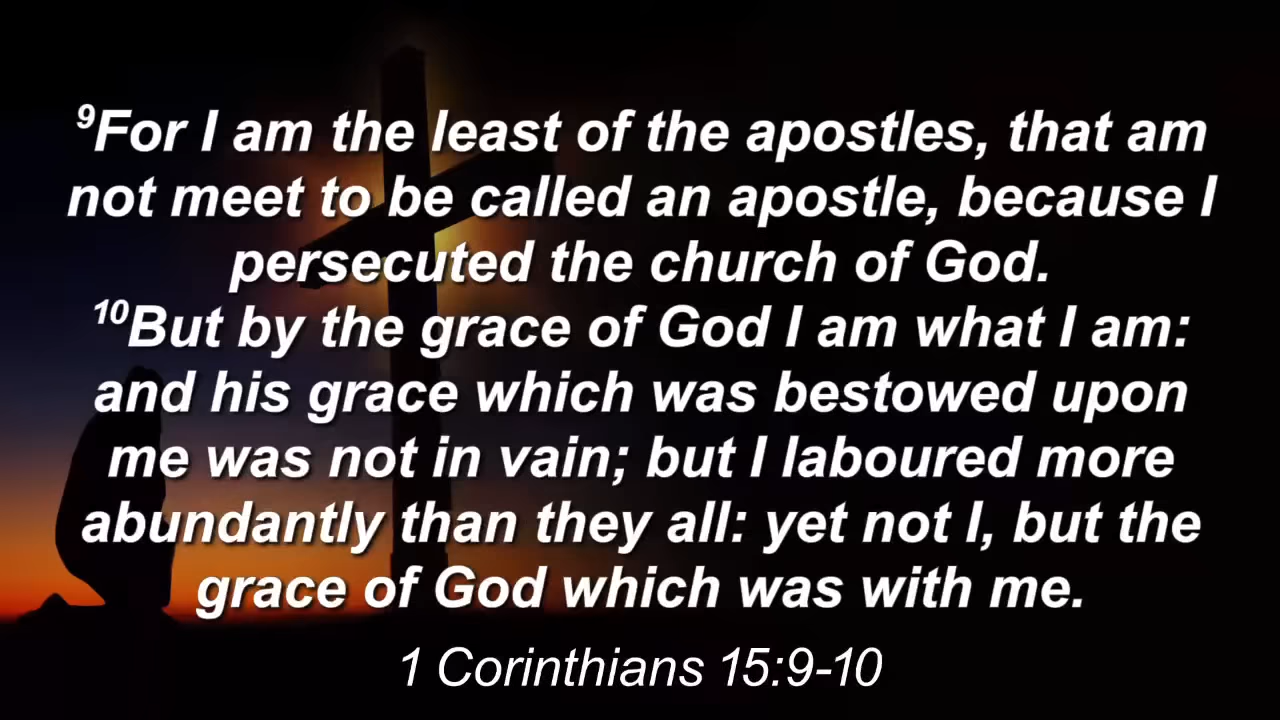 ⁹For I am the least of the apostles, that am
not meet to be called an apostle, because I
persecuted the church of God.
¹⁰But by the grace of God I am what I am:
and his grace which was bestowed upon
me was not in vain; but I laboured more
abundantly than they all: yet not I, but the
grace of God which was with me.
1 Corinthians 15:9-10